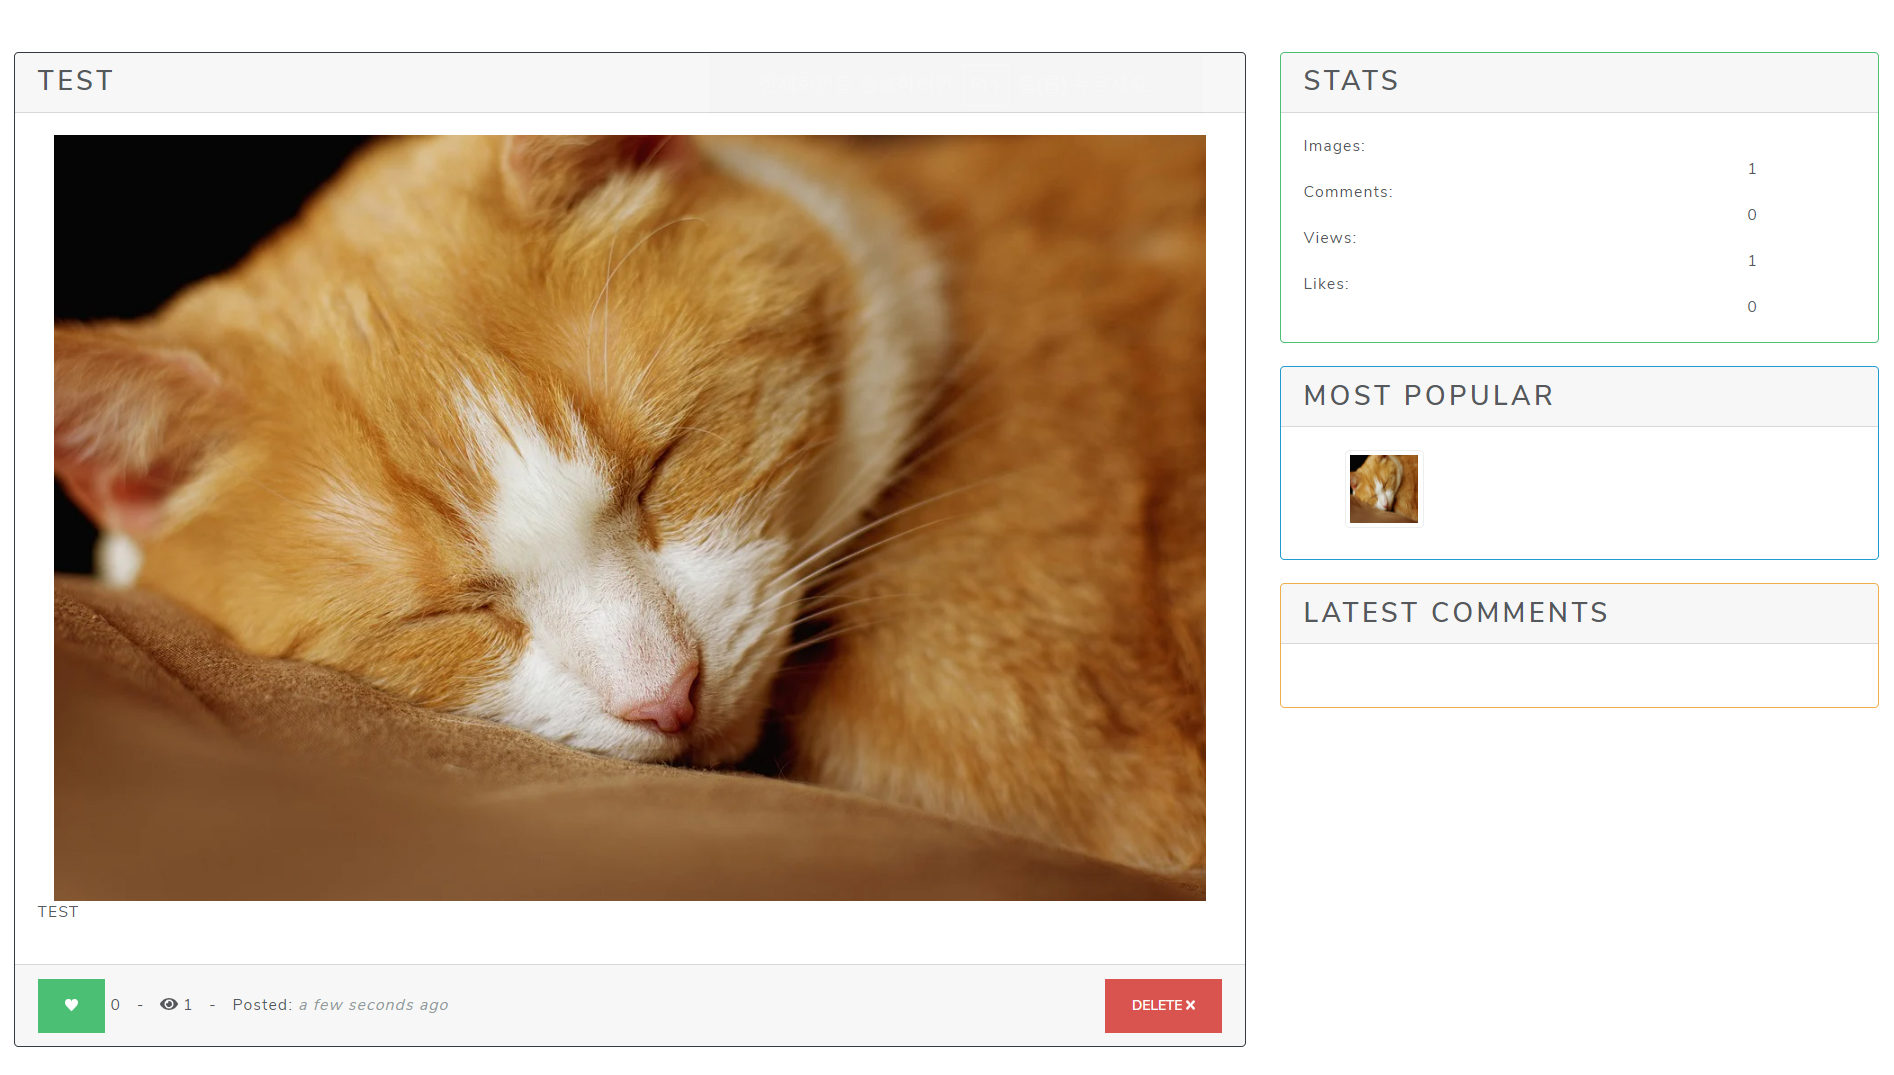 TEST
TEST
0 - 1 - Posted: a few seconds ago
DELETE
STATS
Images:
1
Comments:
0
Views:
1
Likes:
0
MOST POPULAR
LATEST COMMENTS